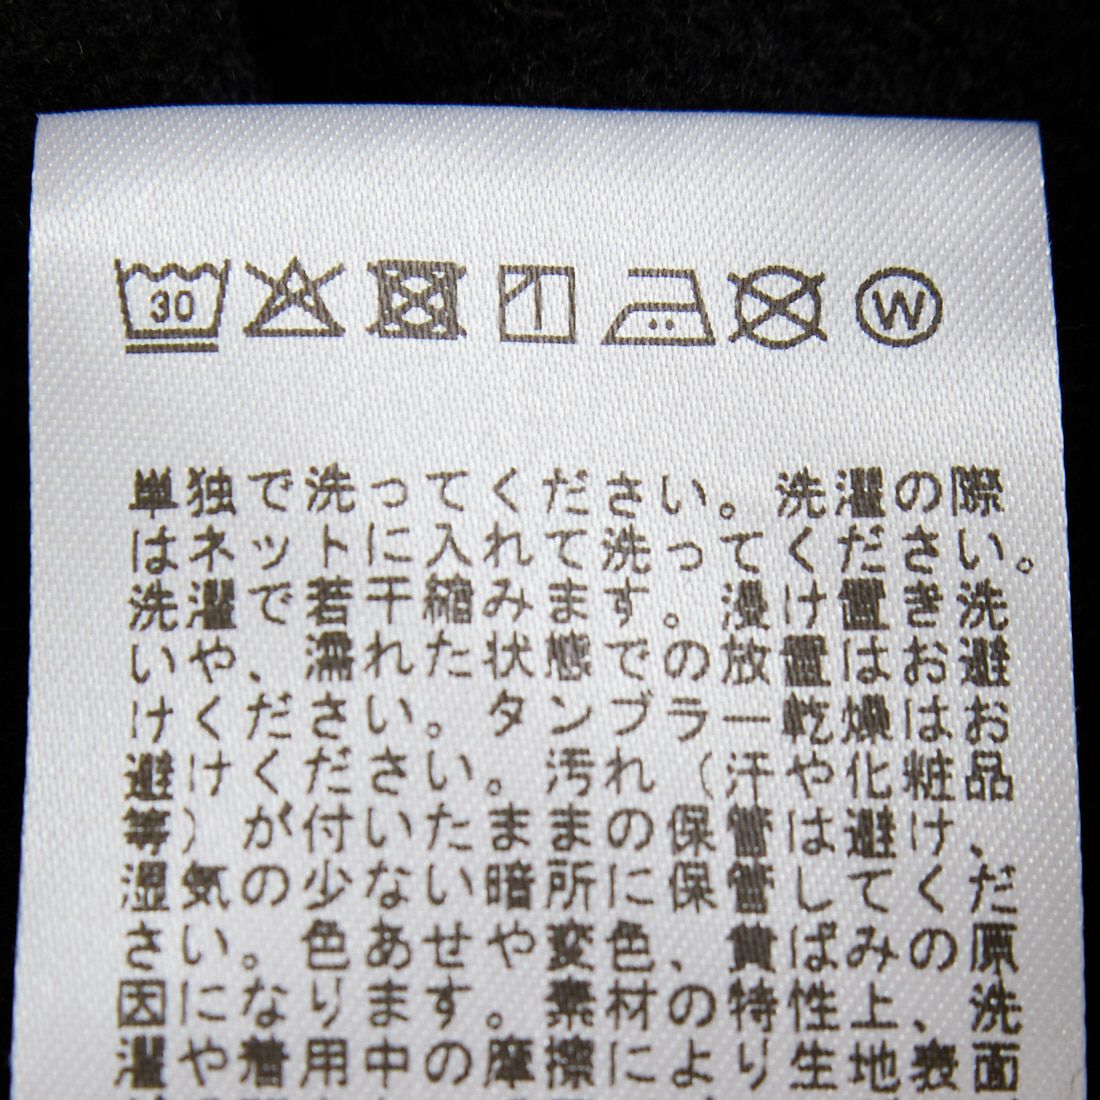 30 W
単独で洗ってください。洗濯の際
はネットに入れて洗ってください。
洗濯で若干縮みます。浸け置き洗
いや、濡れた状態での放置はお避
けください。タンブラー乾燥はお
避けください。汚れ（汗や化粧品
等）が付いたままの保管は避け、
湿気の少ない暗所に保管してくだ
さい。色あせや変色、黄ばみの原
因になります。素材の特性上、洗
濯や着用中の摩擦により生地表面